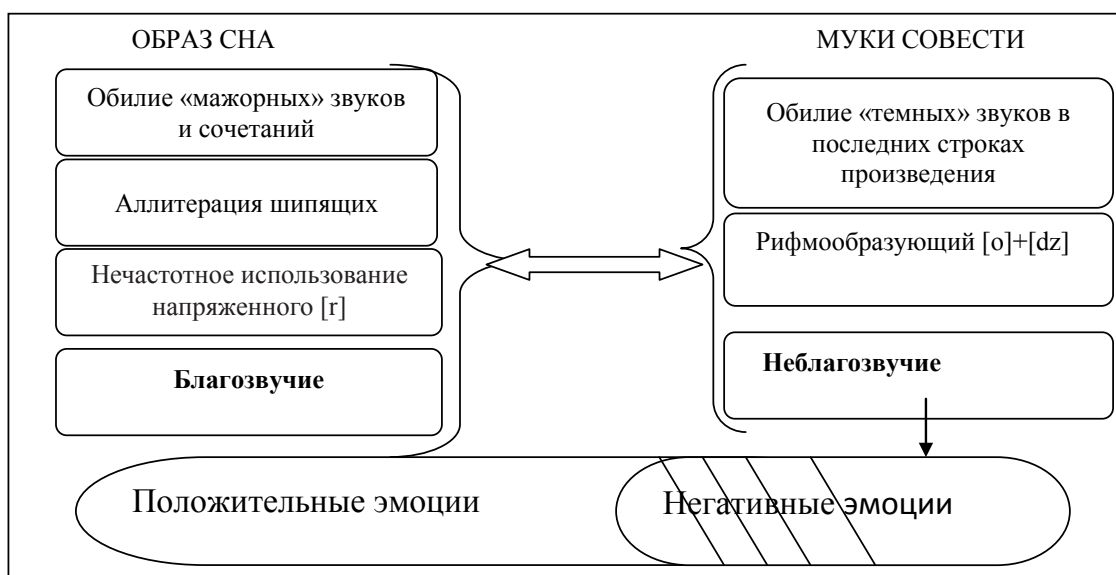 ОБРАЗ СНА
Обилие «мажорных» звуков
и сочетаний
Аллитерация шипящих
Нечастотное использование
напряженного [r]
Благозвучие
МУКИ СОВЕСТИ
Обилие «темных» звуков в
последних строках
произведения
Рифмообразующий [o]+[dz]
Неблагозвучие
Положительные эмоции
Негативные эмоции